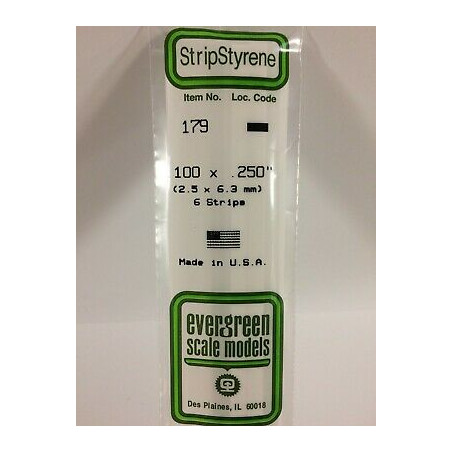 StripStyrene
Item No. Loc. Code
179
100 x .250"
(2.5 x 6.3 mm)
6 Strips
Made in U.S.A.
evergreen
scale models
Des Plaines, IL 60018